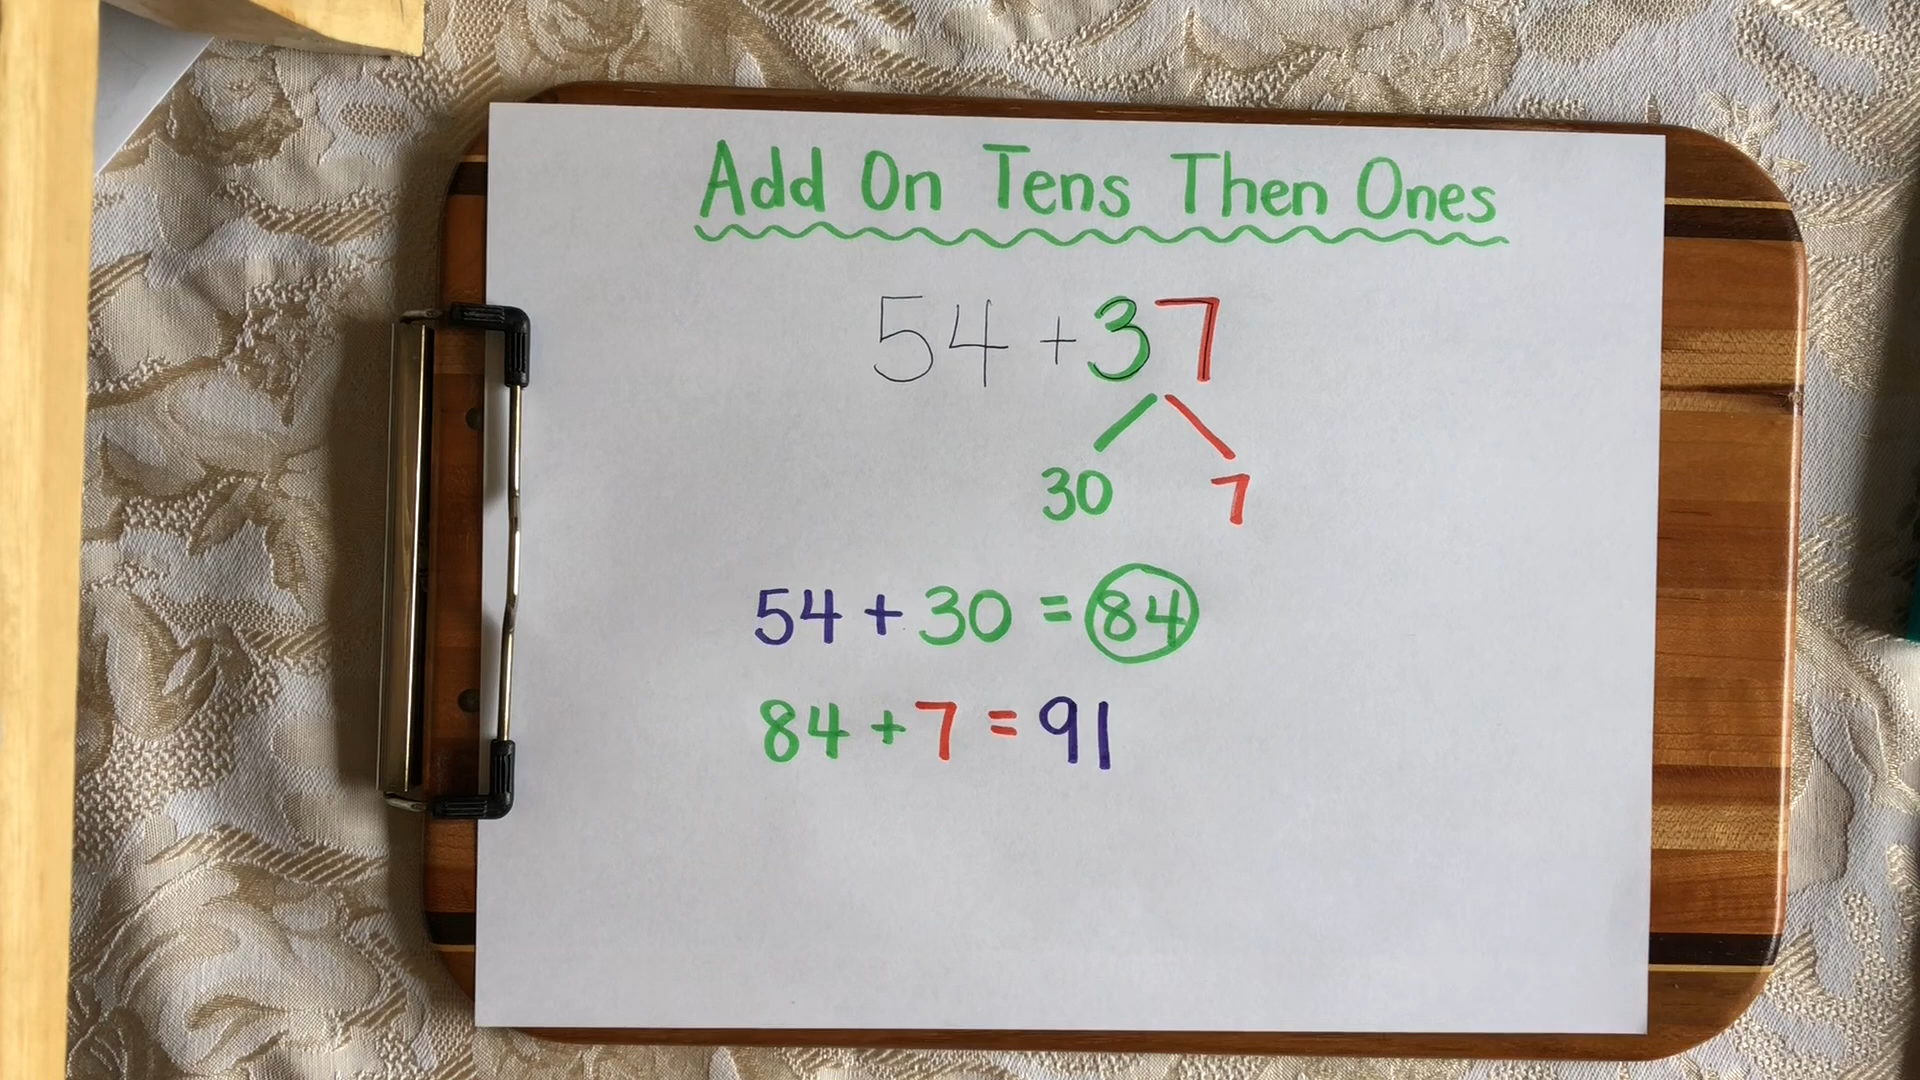 Add On Tens Then Ones
54 + 37
30 7
54 + 30 = 84
84 + 7 = 91